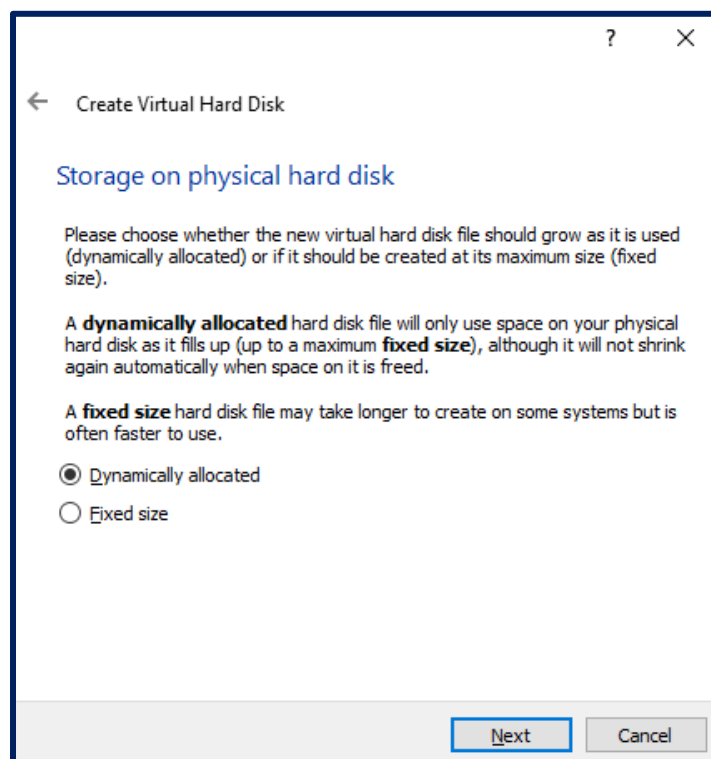 ?
Create Virtual Hard Disk
Storage on physical hard disk
Please choose whether the new virtual hard disk file should grow as it is used
(dynamically allocated) or if it should be created at its maximum size (fixed
size).
A dynamically allocated hard disk file will only use space on your physical
hard disk as it fills up (up to a maximum fixed size), although it will not shrink
again automatically when space on it is freed.
A fixed size hard disk file may take longer to create on some systems but is
often faster to use.
Dynamically allocated
Fixed size
Next Cancel